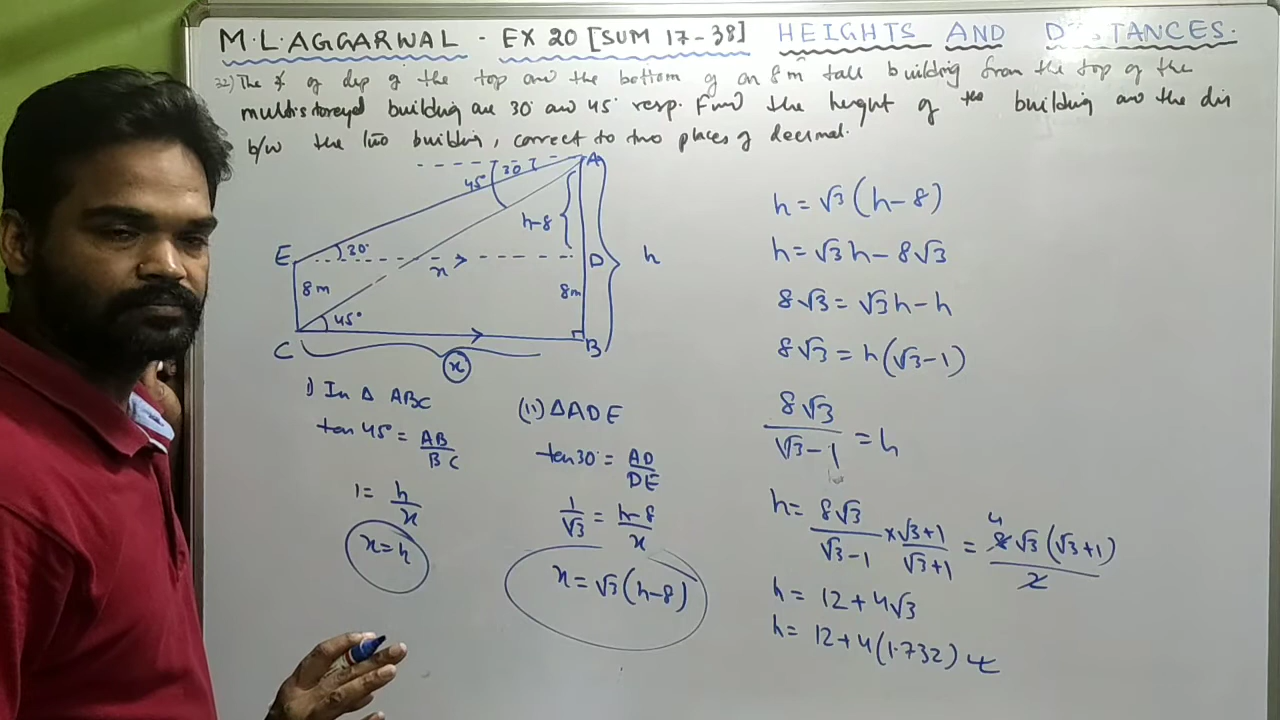 M.L.AGGARWAL - EX 20 [SUM 17-38] HEIGHTS AND DISTANCES.
32) The ∡ of dep of the top and the bottom of an 8m tall building from the top of the
multistoreyed building are 30° and 45° resp. Find the height of the building and the dis
b/w the two building, correct to two places of decimal.
A
45° 30°
h-8
E 30° x D h
8m 8m
45°
C B
x
i) In Δ ABC
tan 45° = AB/BC
1 = h/x
x = h
(ii) ΔADE
tan 30° = AD/DE
1/√3 = h-8/x
x = √3(h-8)
h = √3(h-8)
h = √3h - 8√3
8√3 = √3h - h
8√3 = h(√3-1)
8√3/√3-1 = h
h = 8√3/√3-1 × √3+1/√3+1 = 4 8√3(√3+1)/2
h = 12+4√3
h = 12+4(1.732)